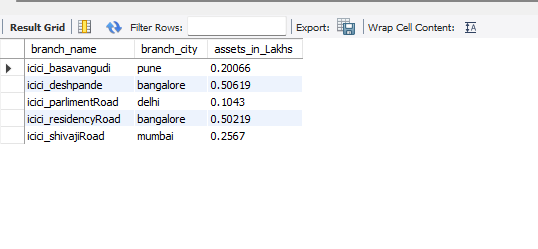 Result Grid Filter Rows: Export: Wrap Cell Content:
branch_name branch_city assets_in_Lakhs
icici_basavangudi pune 0.20066
icici_deshpande bangalore 0.50619
icici_parlimentRoad delhi 0.1043
icici_residencyRoad bangalore 0.50219
icici_shivajiRoad mumbai 0.2567